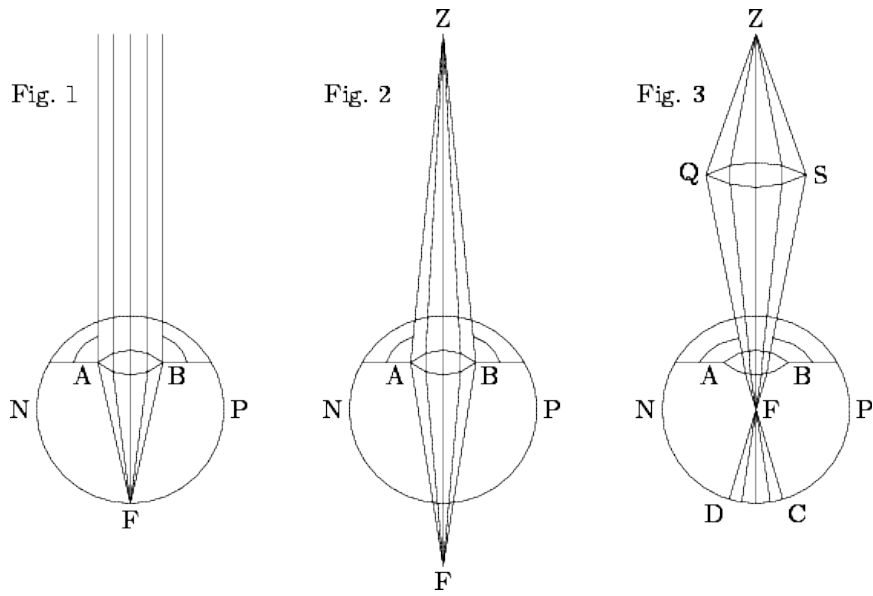 Z Z
Fig. 1 Fig. 2 Fig. 3
Q S
A B A B A B
N P N P N F P
F D C
F